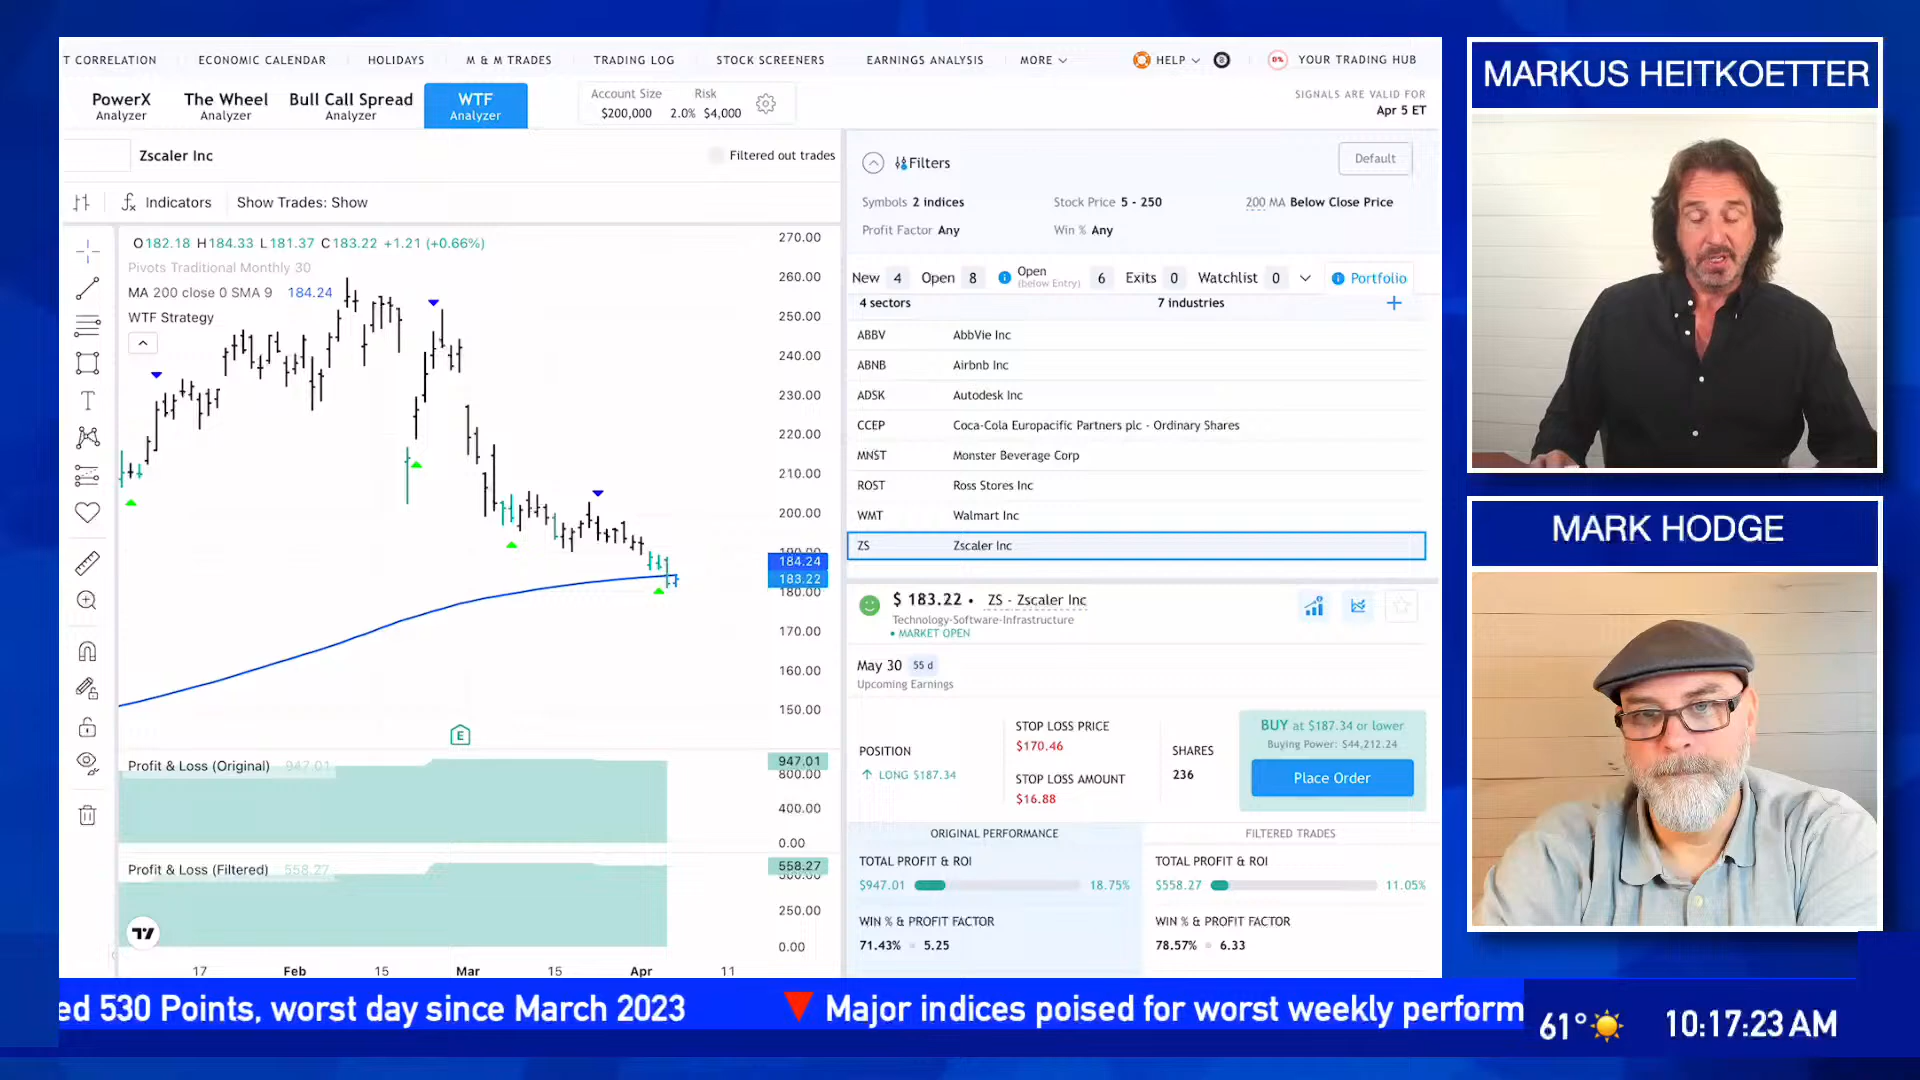 T CORRELATION ECONOMIC CALENDAR HOLIDAYS M & M TRADES TRADING LOG STOCK SCREENERS EARNINGS ANALYSIS MORE HELP 0% YOUR TRADING HUB
PowerX Analyzer
The Wheel Analyzer
Bull Call Spread Analyzer
WTF Analyzer
Account Size $200,000
Risk 2.0% $4,000
SIGNALS ARE VALID FOR
Apr 5 ET
Zscaler Inc
Filtered out trades
Indicators Show Trades: Show
O182.18 H184.33 L181.37 C183.22 +1.21 (+0.66%)
Pivots Traditional Monthly 30
MA 200 close 0 SMA 9 184.24
WTF Strategy
270.00
260.00
250.00
240.00
230.00
220.00
210.00
200.00
190.00
184.24
183.22
180.00
170.00
160.00
150.00
E
Profit & Loss (Original) 947.01
947.01
800.00
400.00
0.00
Profit & Loss (Filtered) 558.27
558.27
500.00
250.00
0.00
17 Feb 15 Mar 15 Apr 11
Filters
Default
Symbols 2 indices
Stock Price 5 - 250
200 MA Below Close Price
Profit Factor Any
Win % Any
New 4 Open 8 Open (below Entry) 6 Exits 0 Watchlist 0 Portfolio
4 sectors 7 industries
ABBV AbbVie Inc
ABNB Airbnb Inc
ADSK Autodesk Inc
CCEP Coca-Cola Europacific Partners plc - Ordinary Shares
MNST Monster Beverage Corp
ROST Ross Stores Inc
WMT Walmart Inc
ZS Zscaler Inc
$ 183.22 • ZS - Zscaler Inc
Technology-Software-Infrastructure
• MARKET OPEN
May 30 55 d
Upcoming Earnings
POSITION
LONG $187.34
STOP LOSS PRICE
$170.46
STOP LOSS AMOUNT
$16.88
SHARES
236
BUY at $187.34 or lower
Buying Power: $44,212.24
Place Order
ORIGINAL PERFORMANCE
TOTAL PROFIT & ROI
$947.01 18.75%
WIN % & PROFIT FACTOR
71.43% 5.25
FILTERED TRADES
TOTAL PROFIT & ROI
$558.27 11.05%
WIN % & PROFIT FACTOR
78.57% 6.33
MARKUS HEITKOETTER
MARK HODGE
ed 530 Points, worst day since March 2023 Major indices poised for worst weekly perform
61° 10:17:23 AM